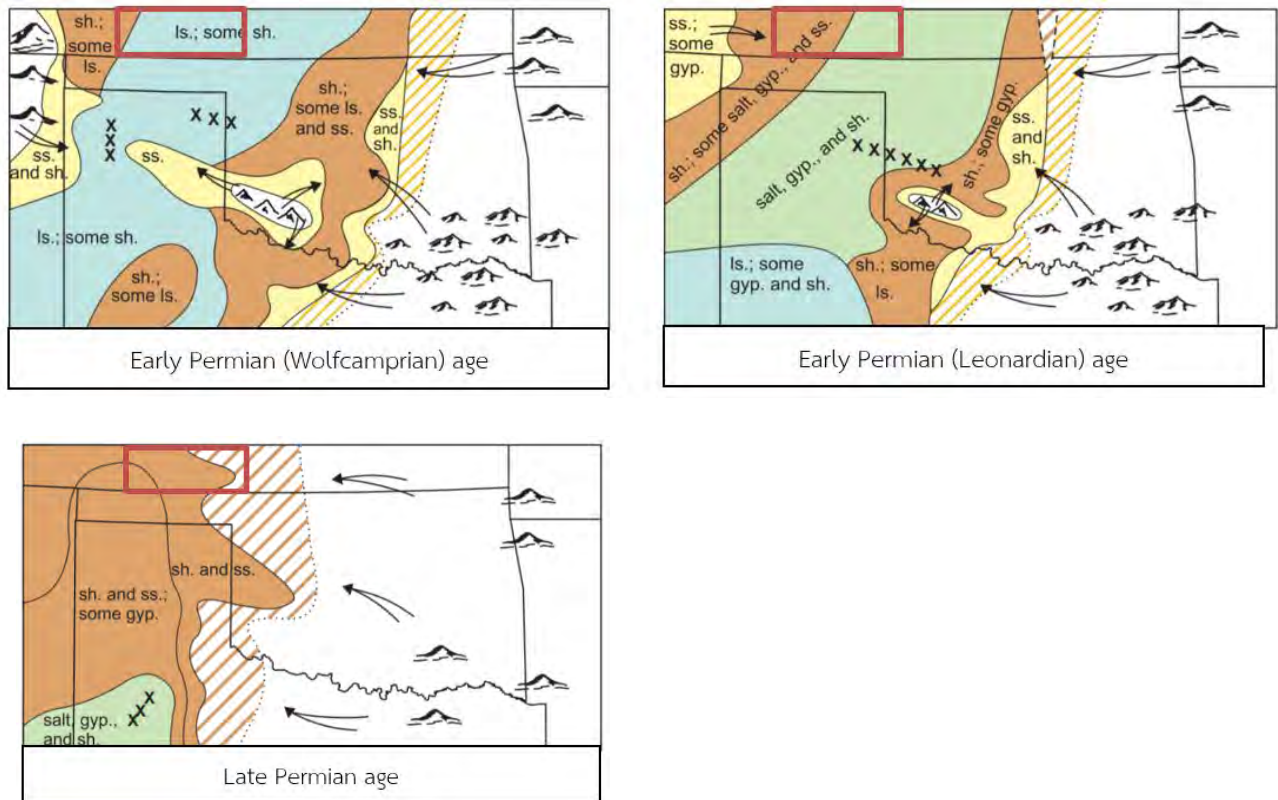 sh.;
some
ls.
ls.; some sh.
sh.;
some ls.
and ss.
ss.
and
sh.
X
X
X
X X X
ss.
and sh.
ss.
ls.; some sh.
sh.;
some ls.
Early Permian (Wolfcamprian) age
ss.;
some
gyp.
sh.; some salt, gyp., and ss.
salt, gyp., and sh.
X X X X X X
sh.; some gyp.
ss.
and
sh.
ls.; some
gyp. and sh.
sh.; some
ls.
Early Permian (Leonardian) age
sh. and ss.
sh. and ss.;
some gyp.
X
X
X
salt, gyp.,
and sh.
Late Permian age